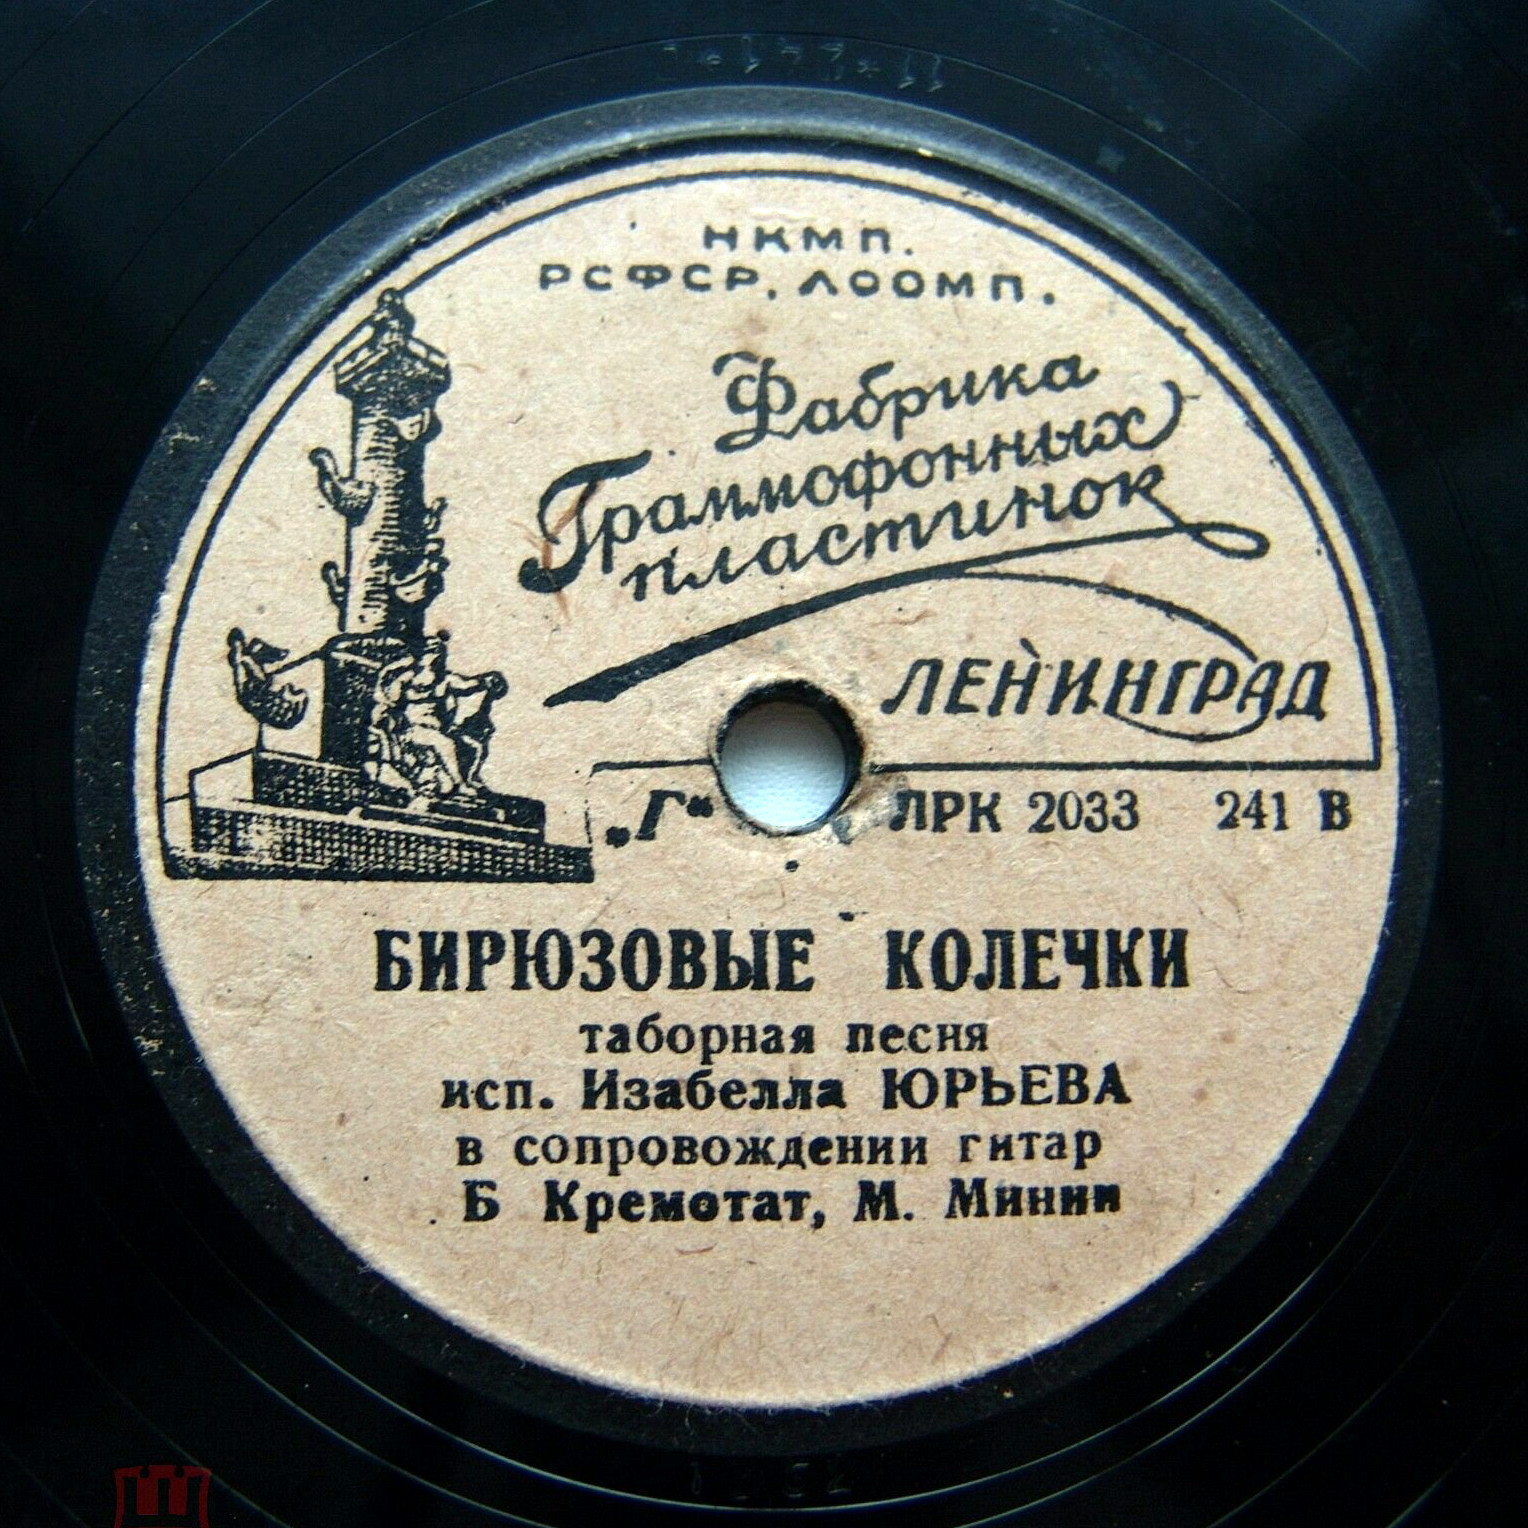 НКМП.
РСФСР. ЛООМП.
Фабрика
Граммофонных
пластинок
ЛЕНИНГРАД
„Г“ ЛРК 2033 241 В
БИРЮЗОВЫЕ КОЛЕЧКИ
таборная песня
исп. Изабелла ЮРЬЕВА
в сопровождении гитар
Б Кремотат, М. Минин